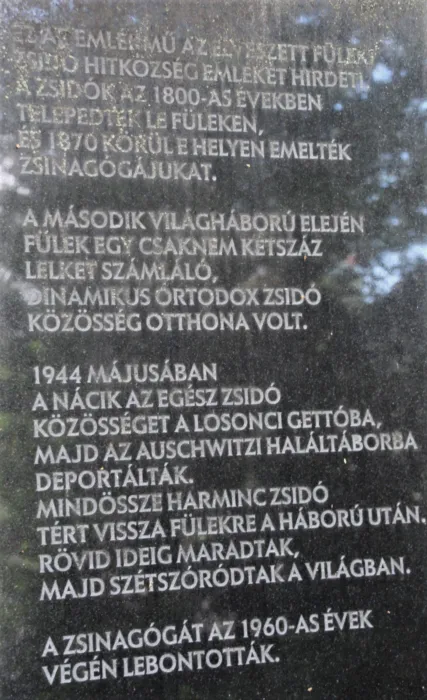 EZ AZ EMLÉKMŰ AZ ELVESZETT FÜLEKI
ZSIDÓ HITKÖZSÉG EMLÉKÉT HIRDETI.
A ZSIDÓK AZ 1800-AS ÉVEKBEN
TELEPEDTEK LE FÜLEKEN,
ÉS 1870 KÖRÜL E HELYEN EMELTÉK
ZSINAGÓGÁJUKAT.
A MÁSODIK VILÁGHÁBORÚ ELEJÉN
FÜLEK EGY CSAKNEM KÉTSZÁZ
LELKET SZÁMLÁLÓ,
DINAMIKUS ORTODOX ZSIDÓ
KÖZÖSSÉG OTTHONA VOLT.
1944 MÁJUSÁBAN
A NÁCIK AZ EGÉSZ ZSIDÓ
KÖZÖSSÉGET A LOSONCI GETTÓBA,
MAJD AZ AUSCHWITZI HALÁLTÁBORBA
DEPORTÁLTÁK.
MINDÖSSZE HARMINC ZSIDÓ
TÉRT VISSZA FÜLEKRE A HÁBORÚ UTÁN.
RÖVID IDEIG MARADTAK,
MAJD SZÉTSZÓRÓDTAK A VILÁGBAN.
A ZSINAGÓGÁT AZ 1960-AS ÉVEK
VÉGÉN LEBONTOTTÁK.